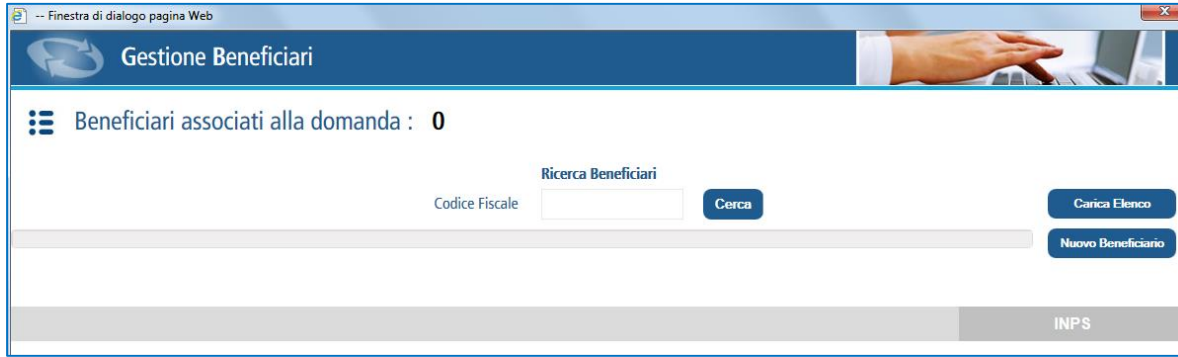 -- Finestra di dialogo pagina Web
x
Gestione Beneficiari
Beneficiari associati alla domanda : 0
Ricerca Beneficiari
Codice Fiscale Cerca Carica Elenco
Nuovo Beneficiario
INPS